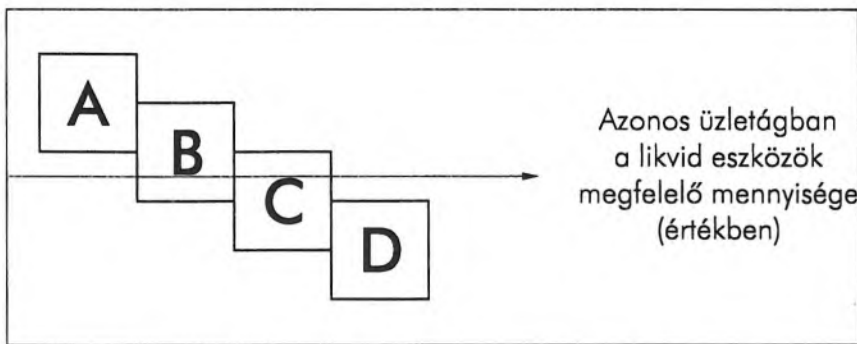 A
B
C
D
Azonos üzletágban
a likvid eszközök
megfelelő mennyisége
(értékben)